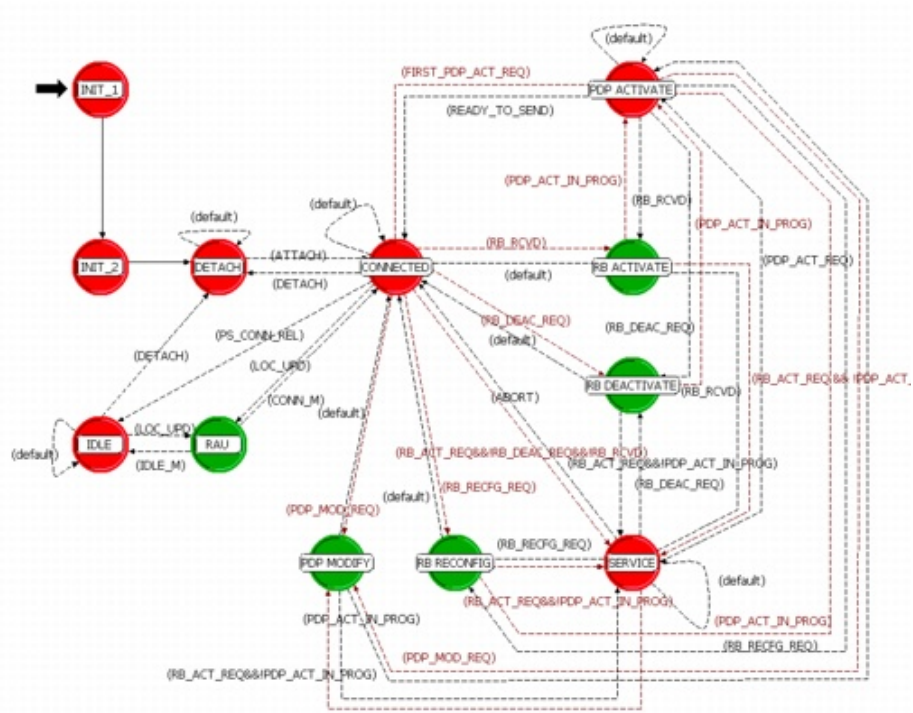 (default)
(FIRST_PDP_ACT_REQ)
INIT_1
PDP ACTIVATE
(READY_TO_SEND)
(PDP_ACT_IN_PROG)
(RB_RCVD)
(default)
(default)
(PDP_ACT_IN_PROG)
(RB_RCVD)
(ATTACH)
(PDP_ACT_REQ)
INIT_2
DETACH
CONNECTED
(default)
RB ACTIVATE
(DETACH)
(RB_DEAC_REQ)
(RB_DEAC_REQ)
(PS_CONN_REL)
(default)
(DETACH)
(LOC_UPD)
RB DEACTIVATE
(RB_RCVD)
(RB_ACT_REQ&& !PDP_ACT_
(CONN_M)
(ABORT)
(default)
(LOC_UPD)
IDLE
RAU
(default)
(RB_ACT_REQ&&!RB_DEAC_REQ&&!RB_RCVD)
(IDLE_M)
(RB_ACT_REQ&&!PDP_ACT_IN_PROG)
(RB_RECFG_REQ)
(RB_DEAC_REQ)
(default)
(PDP_MOD_REQ)
(RB_RECFG_REQ)
PDP MODIFY
RB RECONFIG
SERVICE
(default)
(RB_ACT_REQ&&!PDP_ACT_IN_PROG)
(PDP_ACT_IN_PROG)
(PDP_ACT_IN_PROG)
(RB_RECFG_REQ)
(PDP_MOD_REQ)
(RB_ACT_REQ&&!PDP_ACT_IN_PROG)